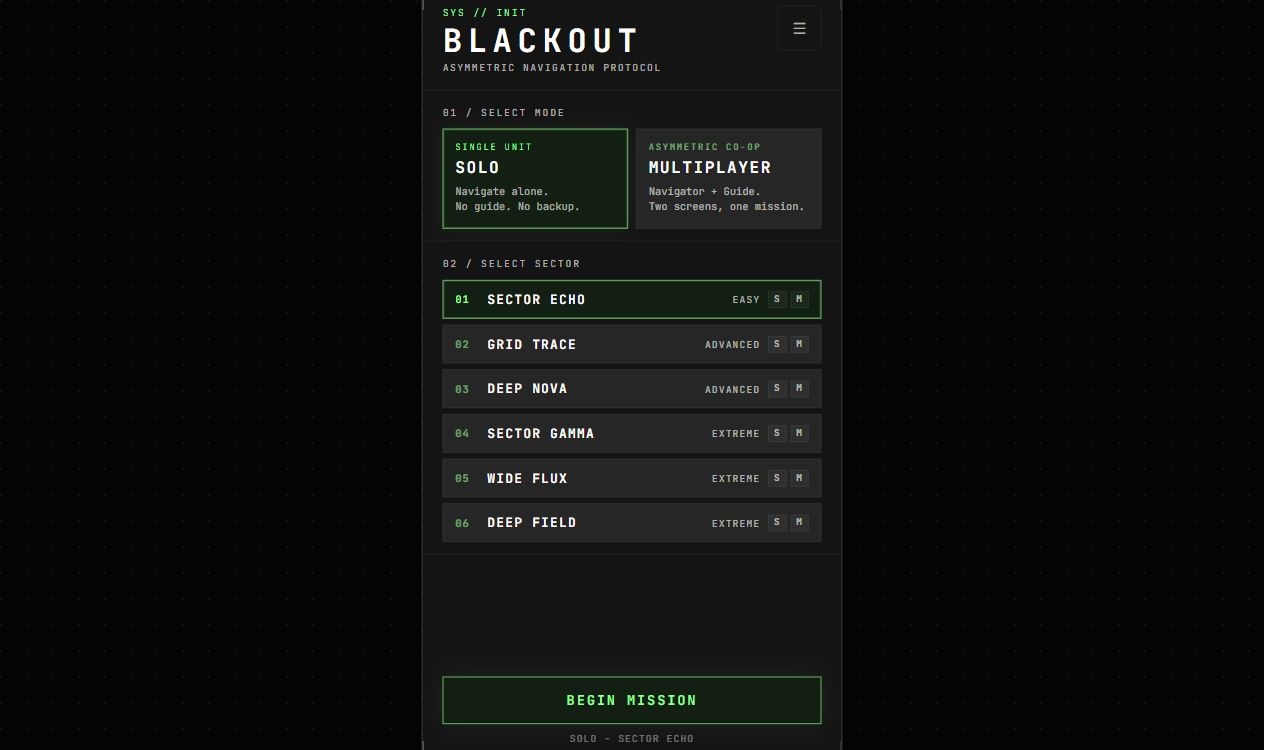 SYS // INIT
BLACKOUT
☰
ASYMMETRIC NAVIGATION PROTOCOL
01 / SELECT MODE
SINGLE UNIT
SOLO
Navigate alone.
No guide. No backup.
ASYMMETRIC CO-OP
MULTIPLAYER
Navigator + Guide.
Two screens, one mission.
02 / SELECT SECTOR
01 SECTOR ECHO EASY S M
02 GRID TRACE ADVANCED S M
03 DEEP NOVA ADVANCED S M
04 SECTOR GAMMA EXTREME S M
05 WIDE FLUX EXTREME S M
06 DEEP FIELD EXTREME S M
BEGIN MISSION
SOLO – SECTOR ECHO